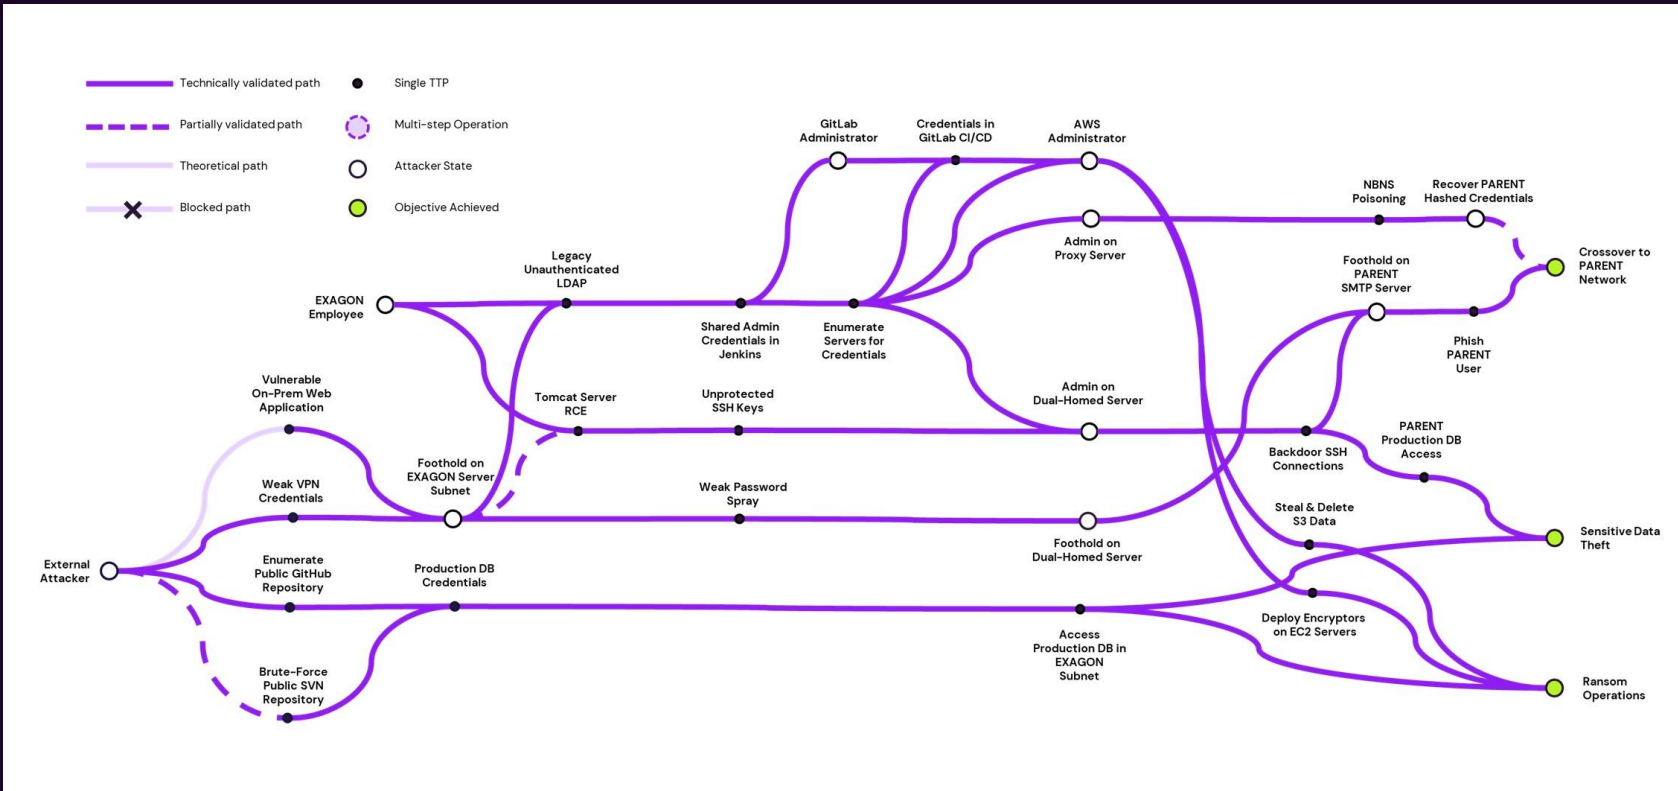 Technically validated path
Single TTP
Partially validated path
Multi-step Operation
Theoretical path
Attacker State
Blocked path
Objective Achieved
GitLab
Administrator
Credentials in
GitLab CI/CD
AWS
Administrator
NBNS
Poisoning
Recover PARENT
Hashed Credentials
Admin on
Proxy Server
Legacy
Unauthenticated
LDAP
Foothold on
PARENT
SMTP Server
Crossover to
PARENT
Network
EXAGON
Employee
Shared Admin
Credentials in
Jenkins
Enumerate
Servers for
Credentials
Phish
PARENT
User
Vulnerable
On-Prem Web
Application
Tomcat Server
RCE
Unprotected
SSH Keys
Admin on
Dual-Homed Server
PARENT
Production DB
Access
Backdoor SSH
Connections
Foothold on
EXAGON Server
Subnet
Weak VPN
Credentials
Weak Password
Spray
Steal & Delete
S3 Data
Foothold on
Dual-Homed Server
Sensitive Data
Theft
External
Attacker
Enumerate
Public GitHub
Repository
Production DB
Credentials
Deploy Encryptors
on EC2 Servers
Access
Production DB in
EXAGON
Subnet
Brute-Force
Public SVN
Repository
Ransom
Operations